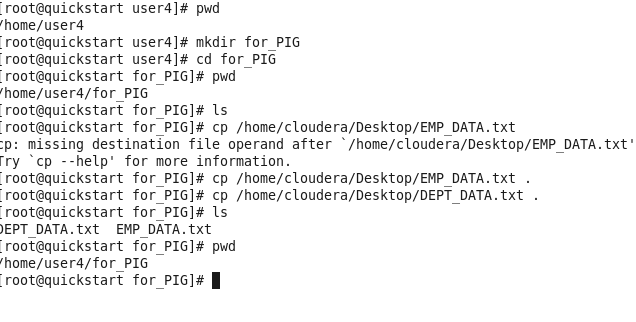 [root@quickstart user4]# pwd
/home/user4
[root@quickstart user4]# mkdir for_PIG
[root@quickstart user4]# cd for_PIG
[root@quickstart for_PIG]# pwd
/home/user4/for_PIG
[root@quickstart for_PIG]# ls
[root@quickstart for_PIG]# cp /home/cloudera/Desktop/EMP_DATA.txt
cp: missing destination file operand after `/home/cloudera/Desktop/EMP_DATA.txt'
Try `cp --help' for more information.
[root@quickstart for_PIG]# cp /home/cloudera/Desktop/EMP_DATA.txt .
[root@quickstart for_PIG]# cp /home/cloudera/Desktop/DEPT_DATA.txt .
[root@quickstart for_PIG]# ls
DEPT_DATA.txt  EMP_DATA.txt
[root@quickstart for_PIG]# pwd
/home/user4/for_PIG
[root@quickstart for_PIG]#